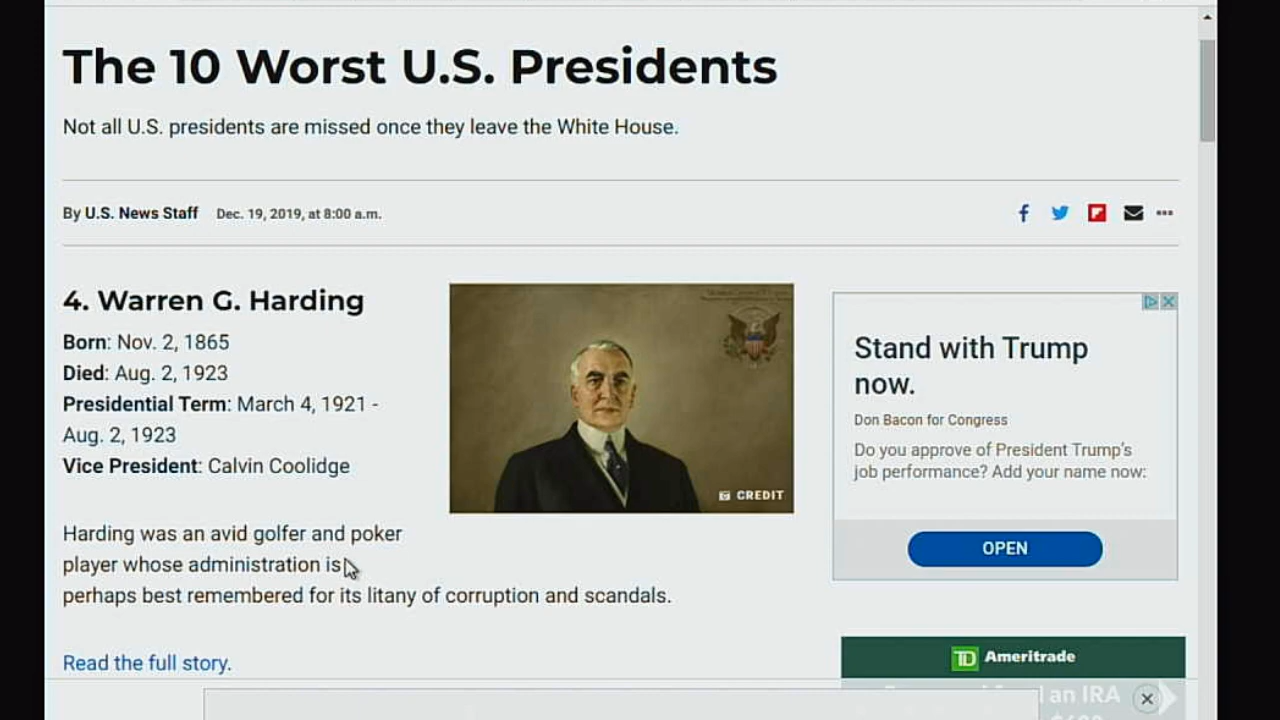 The 10 Worst U.S. Presidents
Not all U.S. presidents are missed once they leave the White House.
By U.S. News Staff Dec. 19, 2019, at 8:00 a.m.
4. Warren G. Harding
Born: Nov. 2, 1865
Died: Aug. 2, 1923
Presidential Term: March 4, 1921 -
Aug. 2, 1923
Vice President: Calvin Coolidge
CREDIT
Harding was an avid golfer and poker
player whose administration is
perhaps best remembered for its litany of corruption and scandals.
Read the full story.
Stand with Trump
now.
Don Bacon for Congress
Do you approve of President Trump's
job performance? Add your name now:
OPEN
TD Ameritrade
an IRA